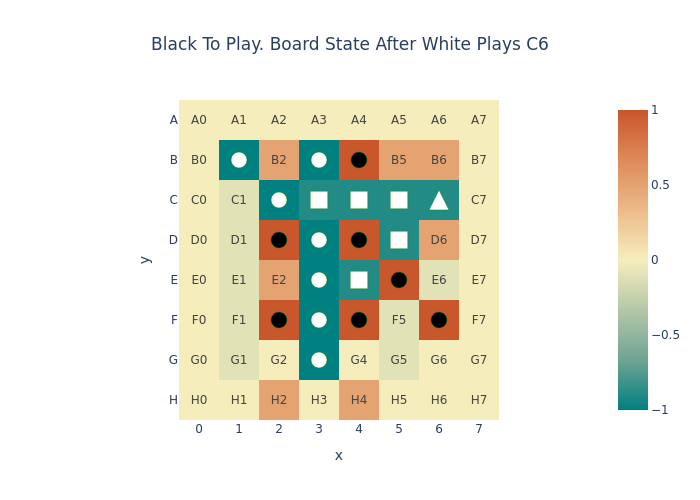 Black To Play. Board State After White Plays C6
A A0 A1 A2 A3 A4 A5 A6 A7
B B0 B2 B5 B6 B7
C C0 C1 C7
D D0 D1 D6 D7
E E0 E1 E2 E6 E7
F F0 F1 F5 F7
G G0 G1 G2 G4 G5 G6 G7
H H0 H1 H2 H3 H4 H5 H6 H7
0 1 2 3 4 5 6 7
x
y
1
0.5
0
−0.5
−1